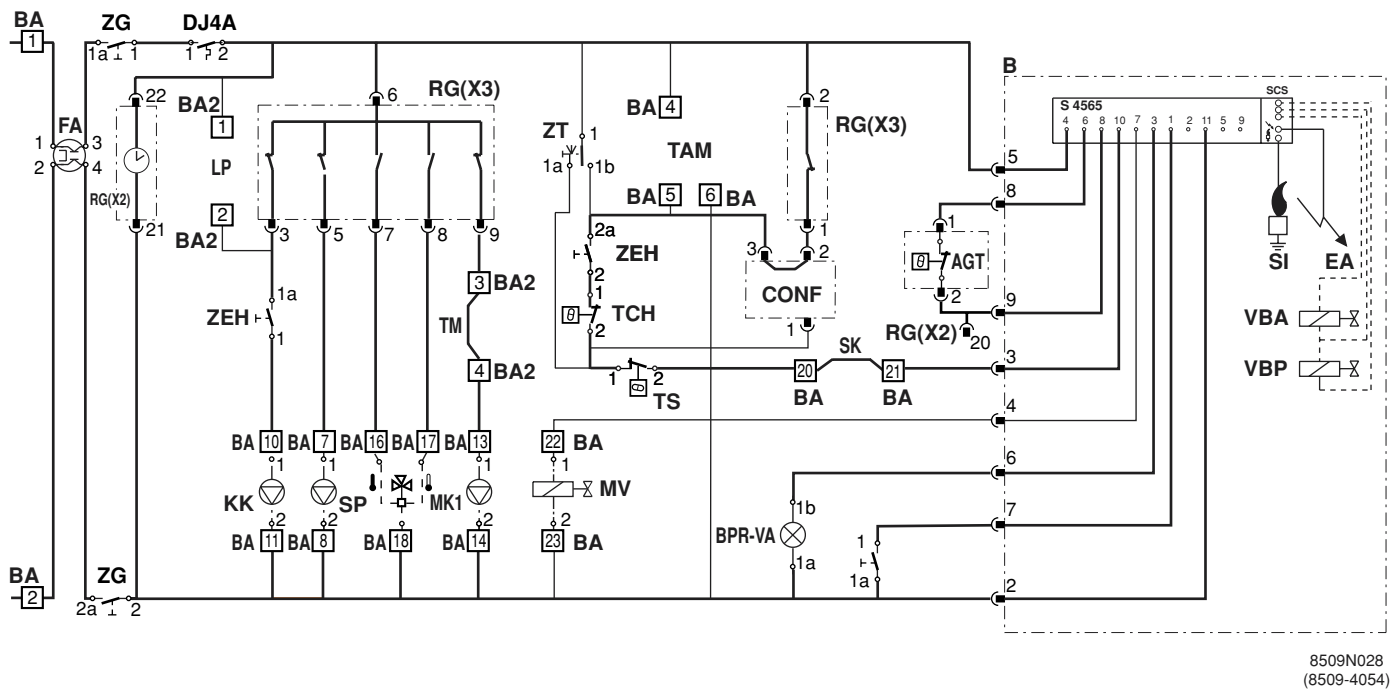 BA ZG DJ4A
1 1a 1 1 2
B
22 BA2 6 RG(X3) 2 SCS
S 4565
4 6 8 10 7 3 1 2 11 5 9
1 BA 4 RG(X3)
FA
1 3
2 4
ZT 1 TAM
LP 1a 1b 5
RG(X2)
BA 5 6 BA 8
2
21 BA2 3 5 7 8 9 2a 1 1
ZEH 3 2 AGT
2 SI EA
3 BA2 1 CONF 2 9
1a
ZEH TM TCH 1 RG(X2) 20 VBA
1 2 SK 3
4 BA2 1 2 20 21 VBP
TS BA BA
4
BA 10 BA 7 BA 16 BA 17 BA 13 22 BA
1 1 1 1 6
KK SP MK1 MV 1b
7
2 2 2 2 BPR-VA 1
BA 11 BA 8 BA 18 BA 14 23 BA
1a 1a
BA ZG
2 2a 2 2
8509N028
(8509-4054)